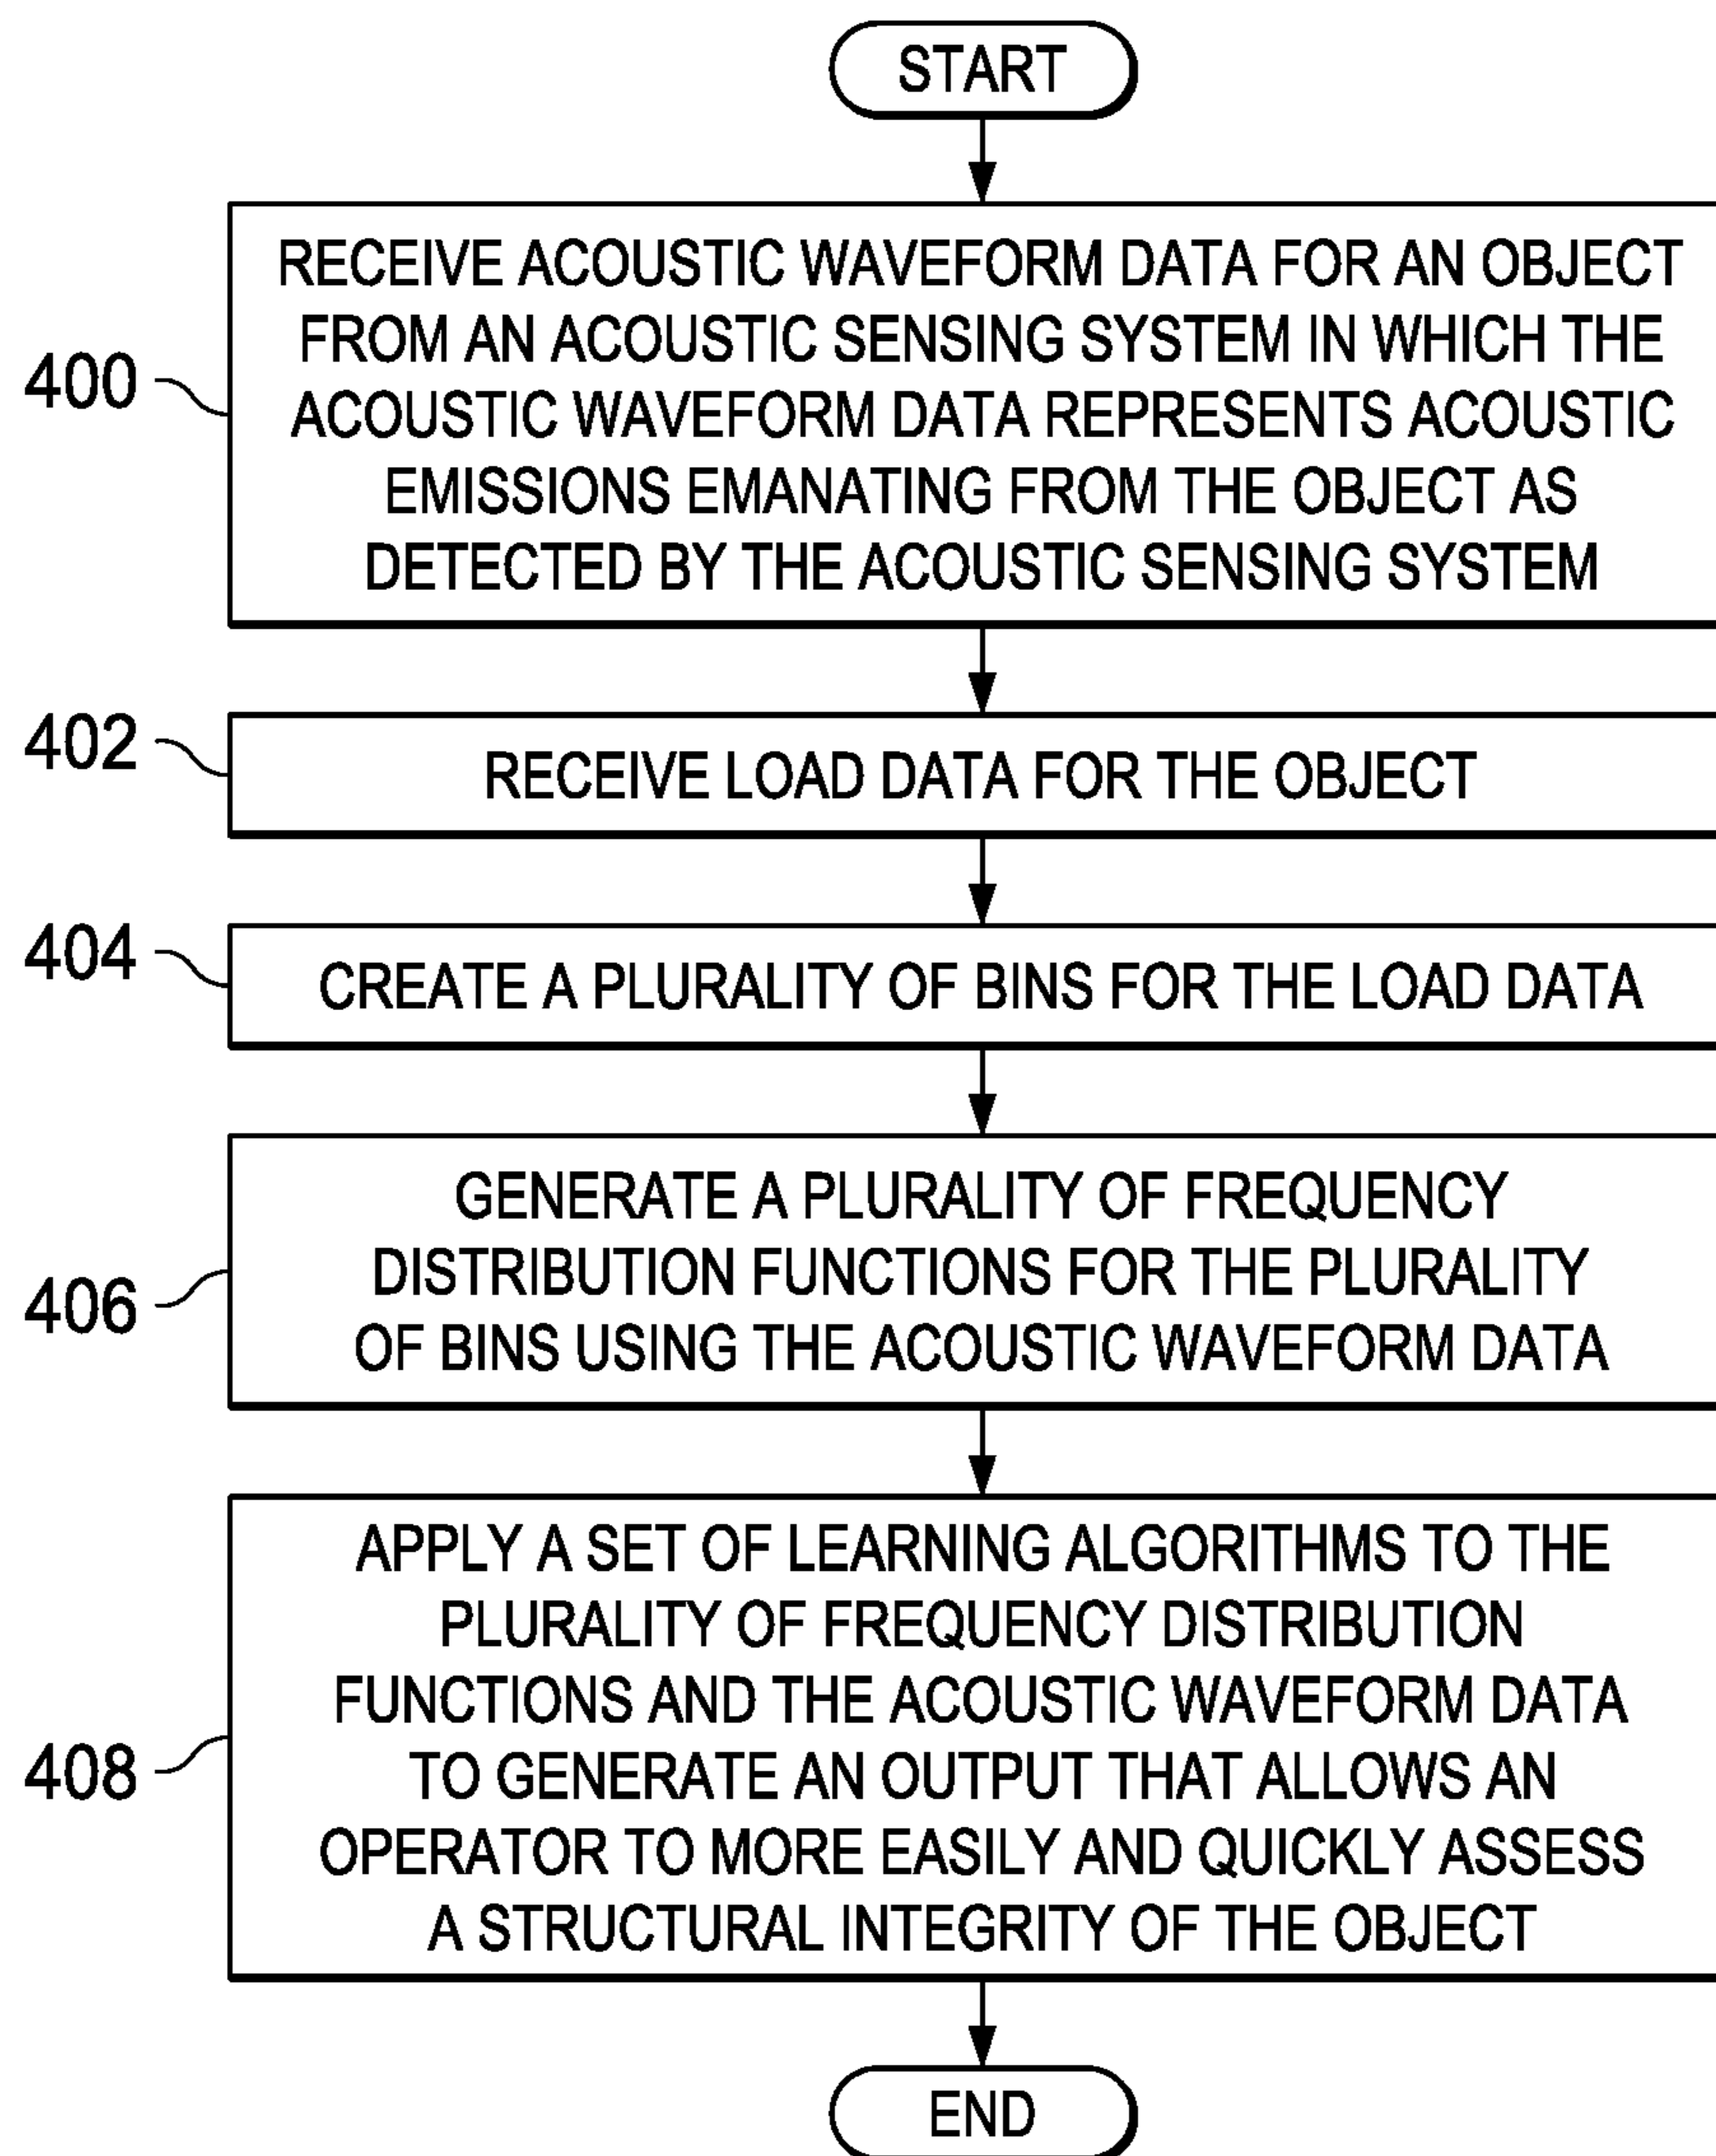 START
RECEIVE ACOUSTIC WAVEFORM DATA FOR AN OBJECT
FROM AN ACOUSTIC SENSING SYSTEM IN WHICH THE
ACOUSTIC WAVEFORM DATA REPRESENTS ACOUSTIC
EMISSIONS EMANATING FROM THE OBJECT AS
DETECTED BY THE ACOUSTIC SENSING SYSTEM
400
402
RECEIVE LOAD DATA FOR THE OBJECT
404
CREATE A PLURALITY OF BINS FOR THE LOAD DATA
GENERATE A PLURALITY OF FREQUENCY
DISTRIBUTION FUNCTIONS FOR THE PLURALITY
OF BINS USING THE ACOUSTIC WAVEFORM DATA
406
APPLY A SET OF LEARNING ALGORITHMS TO THE
PLURALITY OF FREQUENCY DISTRIBUTION
FUNCTIONS AND THE ACOUSTIC WAVEFORM DATA
TO GENERATE AN OUTPUT THAT ALLOWS AN
OPERATOR TO MORE EASILY AND QUICKLY ASSESS
A STRUCTURAL INTEGRITY OF THE OBJECT
408
END